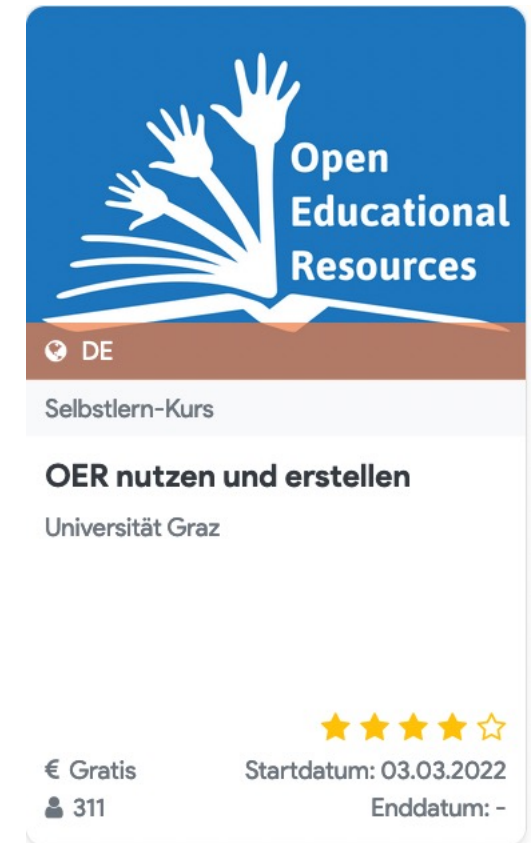 Open
Educational
Resources
DE
Selbstlern-Kurs
OER nutzen und erstellen
Universität Graz
€ Gratis
Startdatum: 03.03.2022
311
Enddatum: -